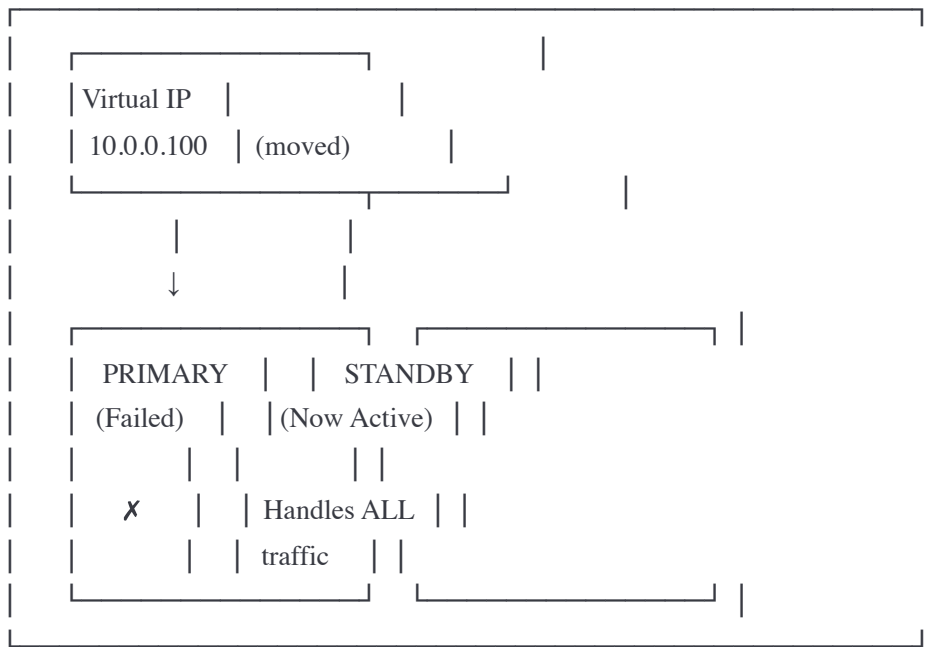 Virtual IP
10.0.0.100 (moved)
↓
PRIMARY STANDBY
(Failed) (Now Active)
✗ Handles ALL
traffic